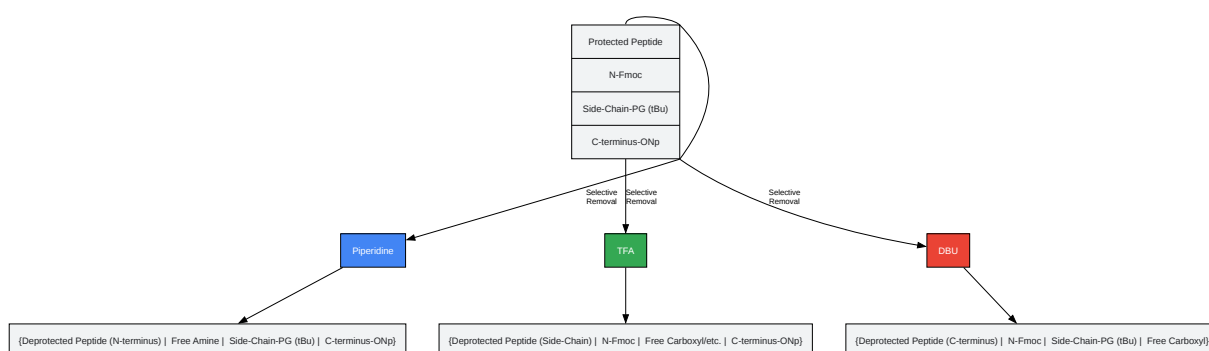 Protected Peptide
N-Fmoc
Side-Chain-PG (tBu)
C-terminus-ONp
Selective
Removal
Selective
Removal
Selective
Removal
Piperidine
TFA
DBU
{Deprotected Peptide (N-terminus) | Free Amine | Side-Chain-PG (tBu) | C-terminus-ONp}
{Deprotected Peptide (Side-Chain) | N-Fmoc | Free Carboxyl/etc. | C-terminus-ONp}
{Deprotected Peptide (C-terminus) | N-Fmoc | Side-Chain-PG (tBu) | Free Carboxyl}